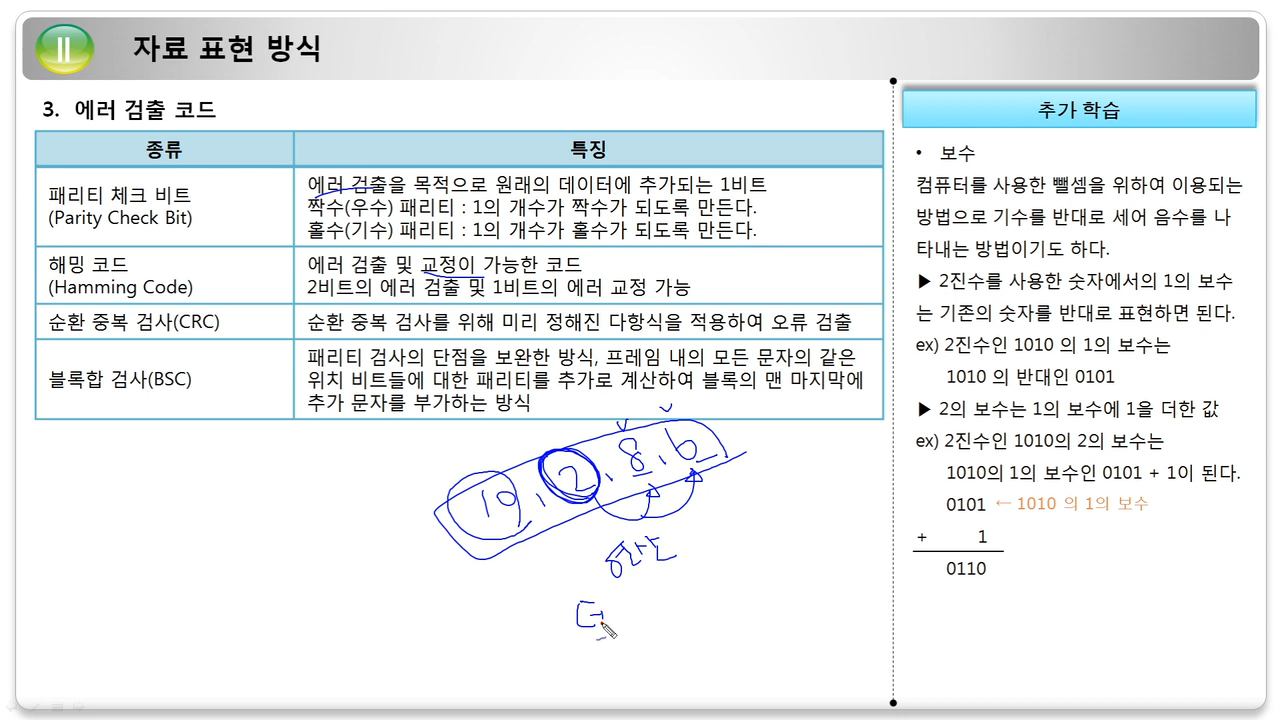 Ⅱ 자료 표현 방식
3. 에러 검출 코드
종류 특징
패리티 체크 비트
(Parity Check Bit)
에러 검출을 목적으로 원래의 데이터에 추가되는 1비트
짝수(우수) 패리티 : 1의 개수가 짝수가 되도록 만든다.
홀수(기수) 패리티 : 1의 개수가 홀수가 되도록 만든다.
해밍 코드
(Hamming Code)
에러 검출 및 교정이 가능한 코드
2비트의 에러 검출 및 1비트의 에러 교정 가능
순환 중복 검사(CRC)
순환 중복 검사를 위해 미리 정해진 다항식을 적용하여 오류 검출
블록합 검사(BSC)
패리티 검사의 단점을 보완한 방식, 프레임 내의 모든 문자의 같은
위치 비트들에 대한 패리티를 추가로 계산하여 블록의 맨 마지막에
추가 문자를 부가하는 방식
10, 2, 8, 6
연산
추가 학습
• 보수
컴퓨터를 사용한 뺄셈을 위하여 이용되는
방법으로 기수를 반대로 세어 음수를 나
타내는 방법이기도 하다.
▶ 2진수를 사용한 숫자에서의 1의 보수
는 기존의 숫자를 반대로 표현하면 된다.
ex) 2진수인 1010 의 1의 보수는
1010 의 반대인 0101
▶ 2의 보수는 1의 보수에 1을 더한 값
ex) 2진수인 1010의 2의 보수는
1010의 1의 보수인 0101 + 1이 된다.
0101 ← 1010 의 1의 보수
+ 1
0110